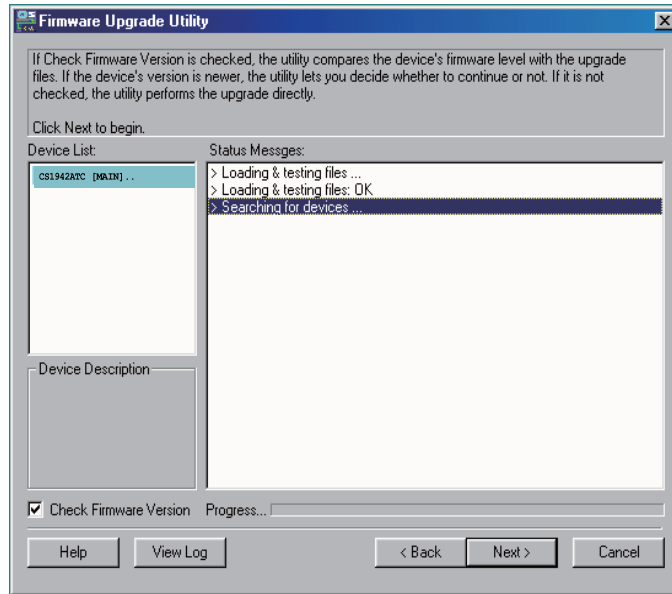 Firmware Upgrade Utility
If Check Firmware Version is checked, the utility compares the device's firmware level with the upgrade
files. If the device's version is newer, the utility lets you decide whether to continue or not. If it is not
checked, the utility performs the upgrade directly.
Click Next to begin.
Device List:
CS1942ATC [MAIN]..
Status Messges:
> Loading & testing files ...
> Loading & testing files: OK
> Searching for devices ...
Device Description
Check Firmware Version
Progress...
Help
View Log
< Back
Next >
Cancel